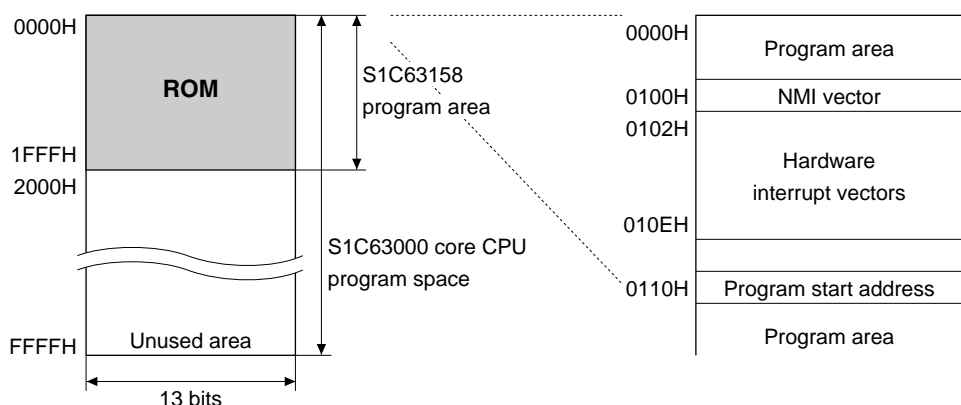 0000H
ROM
1FFFH
2000H
FFFFH
Unused area
13 bits
S1C63158
program area
S1C63000 core CPU
program space
0000H
Program area
0100H
NMI vector
0102H
Hardware
interrupt vectors
010EH
0110H
Program start address
Program area